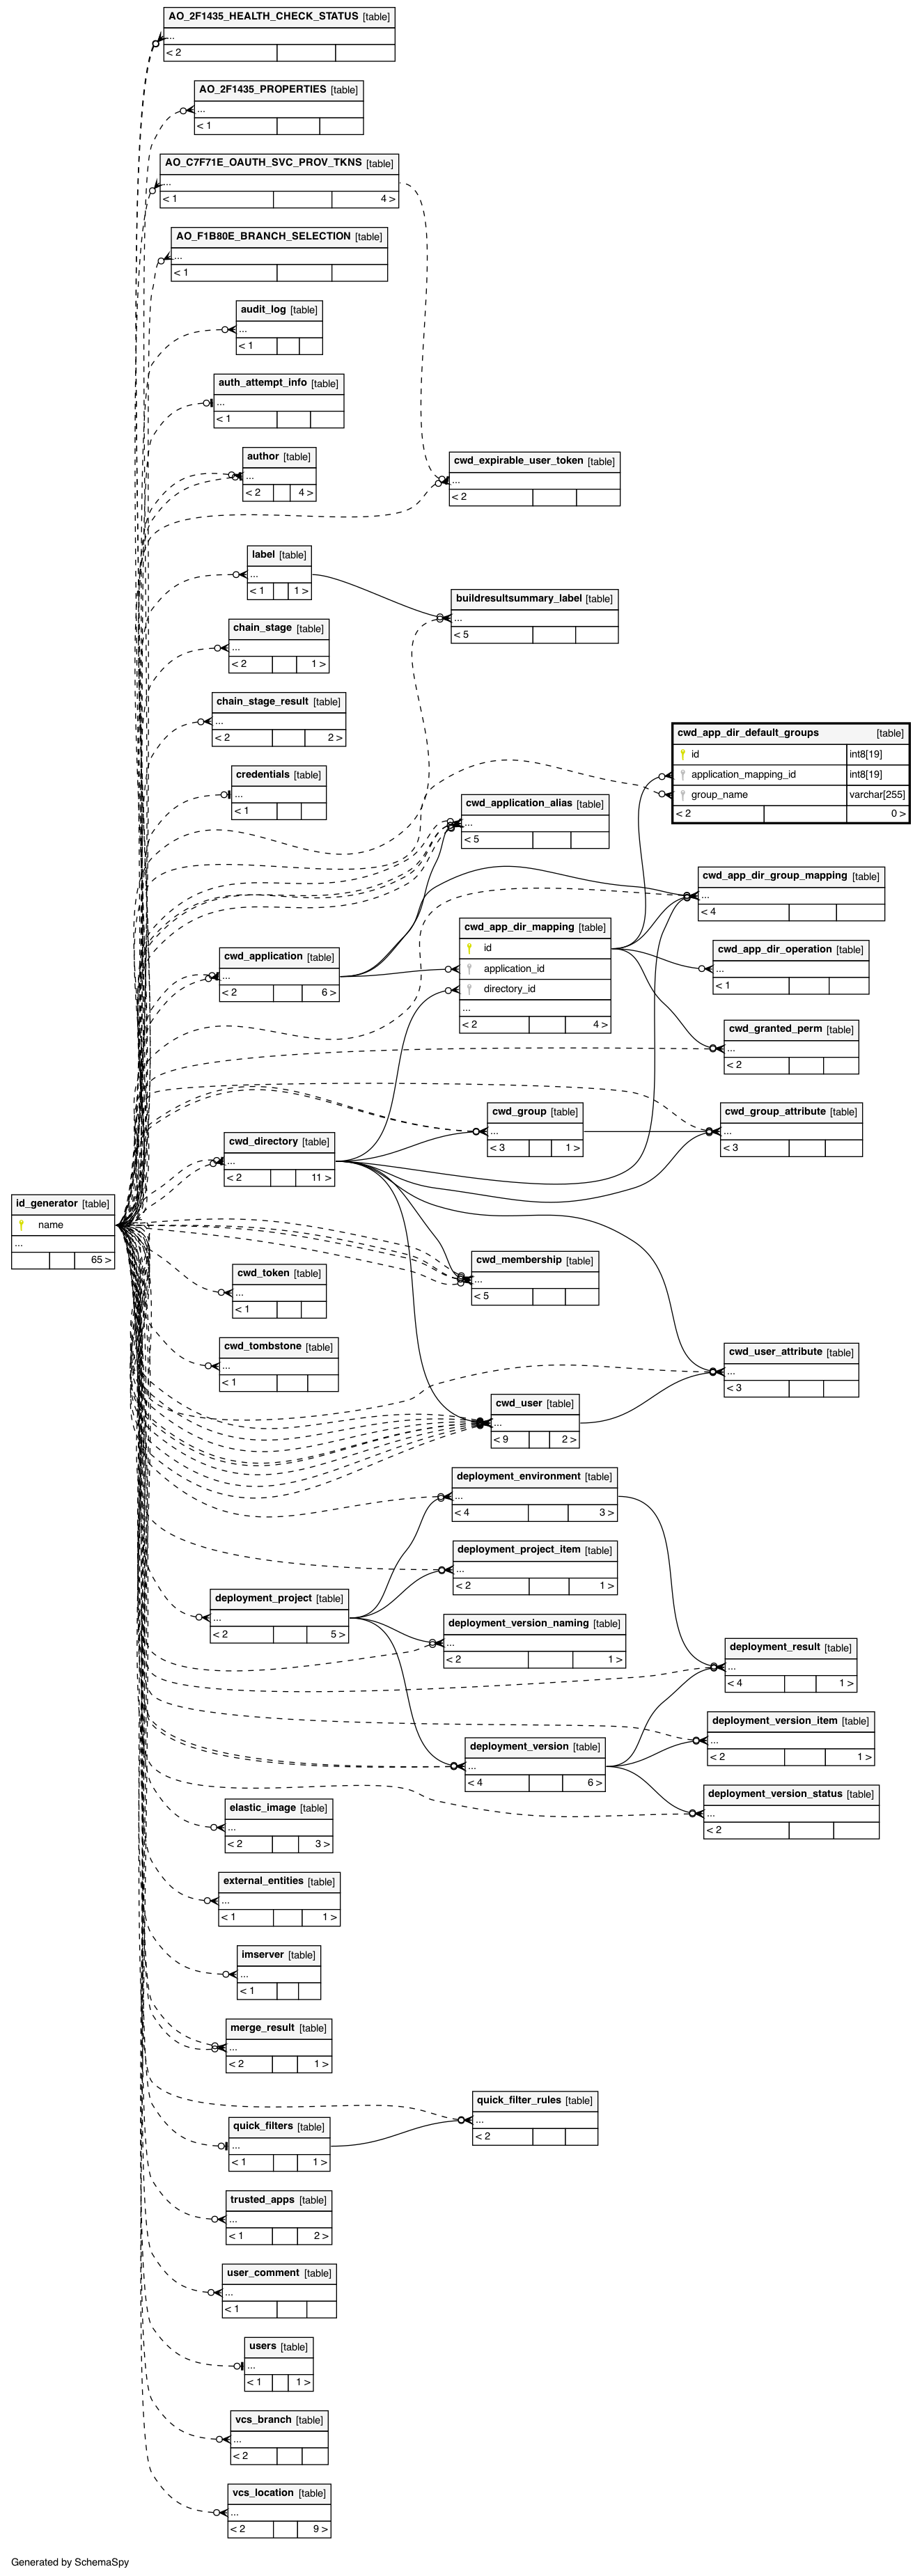 AO_2F1435_HEALTH_CHECK_STATUS [table]
...
< 2
AO_2F1435_PROPERTIES [table]
...
< 1
AO_C7F71E_OAUTH_SVC_PROV_TKNS [table]
...
< 1 4 >
AO_F1B80E_BRANCH_SELECTION [table]
...
< 1
audit_log [table]
...
< 1
auth_attempt_info [table]
...
< 1
author [table]
...
< 2 4 >
cwd_expirable_user_token [table]
...
< 2
label [table]
...
< 1 1 >
buildresultsummary_label [table]
...
< 5
chain_stage [table]
...
< 2 1 >
chain_stage_result [table]
...
< 2 2 >
cwd_app_dir_default_groups [table]
id int8[19]
application_mapping_id int8[19]
group_name varchar[255]
< 2 0 >
credentials [table]
...
< 1
cwd_application_alias [table]
...
< 5
cwd_app_dir_group_mapping [table]
...
< 4
cwd_app_dir_mapping [table]
id
application_id
directory_id
...
< 2 4 >
cwd_application [table]
...
< 2 6 >
cwd_app_dir_operation [table]
...
< 1
cwd_granted_perm [table]
...
< 2
cwd_group [table]
...
< 3 1 >
cwd_group_attribute [table]
...
< 3
cwd_directory [table]
...
< 2 11 >
id_generator [table]
name
...
65 >
cwd_membership [table]
...
< 5
cwd_token [table]
...
< 1
cwd_tombstone [table]
...
< 1
cwd_user_attribute [table]
...
< 3
cwd_user [table]
...
< 9 2 >
deployment_environment [table]
...
< 4 3 >
deployment_project_item [table]
...
< 2 1 >
deployment_project [table]
...
< 2 5 >
deployment_version_naming [table]
...
< 2 1 >
deployment_result [table]
...
< 4 1 >
deployment_version_item [table]
...
< 2 1 >
deployment_version [table]
...
< 4 6 >
deployment_version_status [table]
...
< 2
elastic_image [table]
...
< 2 3 >
external_entities [table]
...
< 1 1 >
imserver [table]
...
< 1
merge_result [table]
...
< 2 1 >
quick_filter_rules [table]
...
< 2
quick_filters [table]
...
< 1 1 >
trusted_apps [table]
...
< 1 2 >
user_comment [table]
...
< 1
users [table]
...
< 1 1 >
vcs_branch [table]
...
< 2
vcs_location [table]
...
< 2 9 >
Generated by SchemaSpy